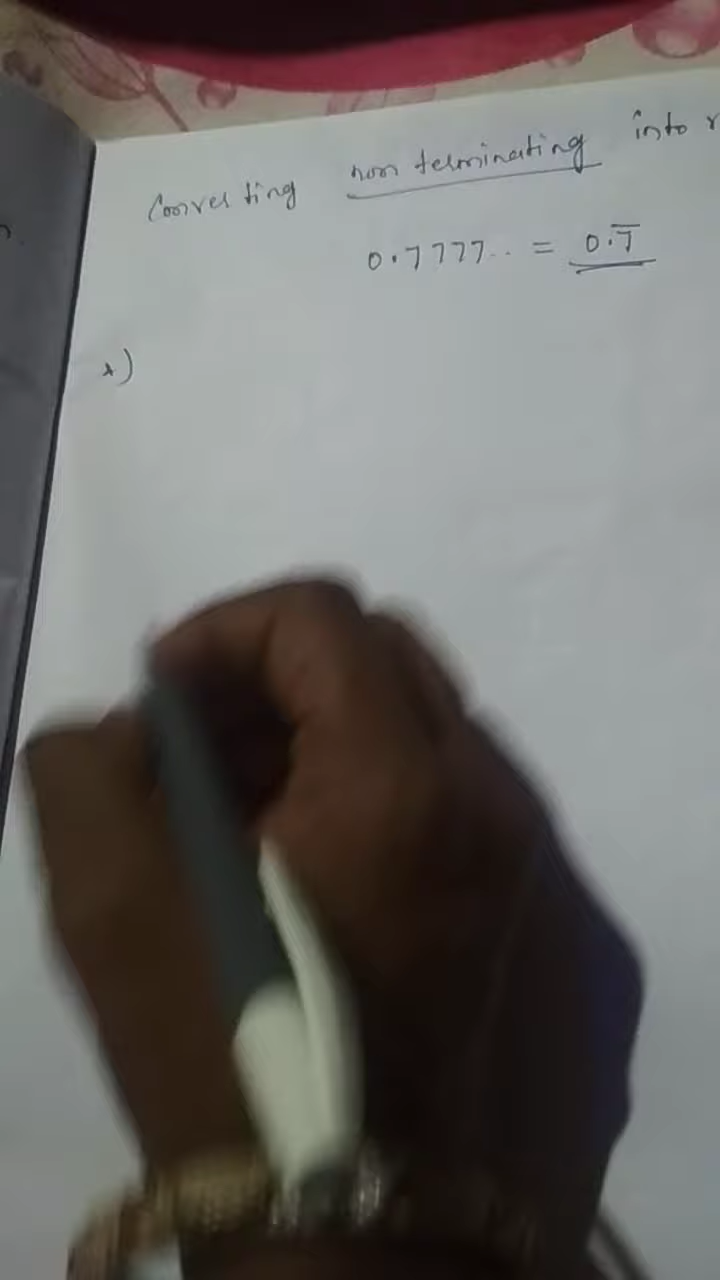 Converting non terminating into
0.7777.. = 0.7̅
*)